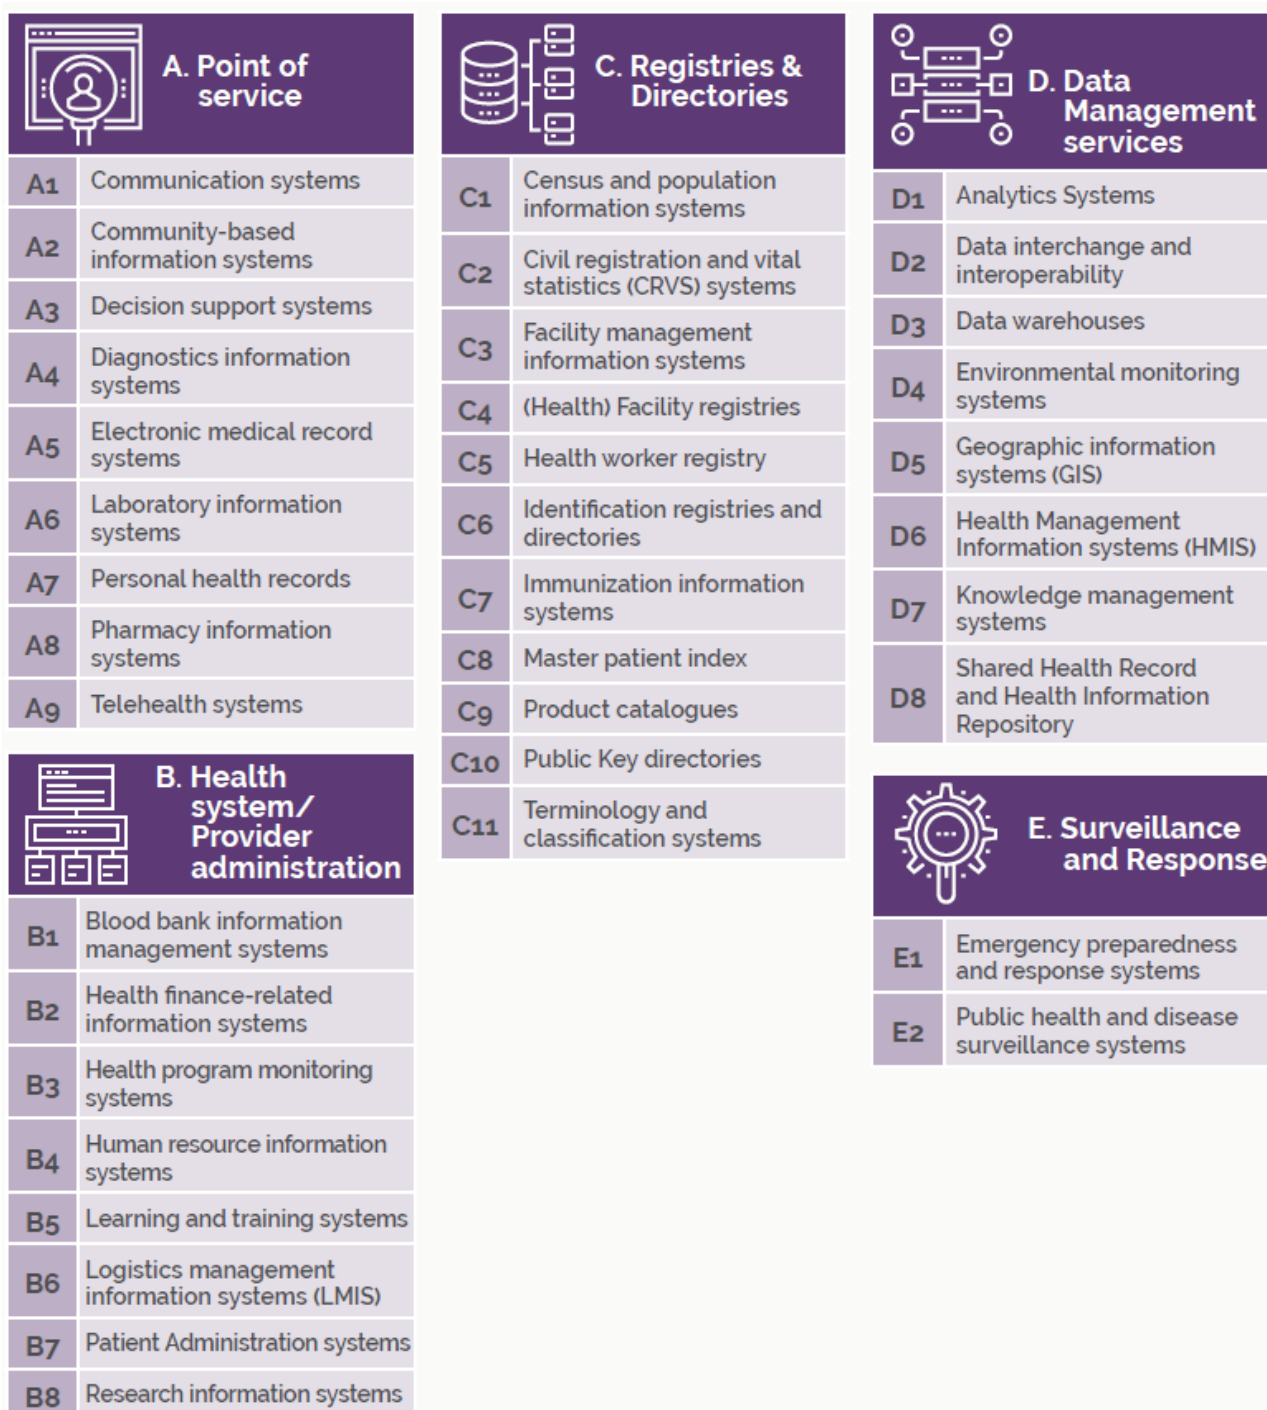 A. Point of
service
A1 Communication systems
A2 Community-based
information systems
A3 Decision support systems
A4 Diagnostics information
systems
A5 Electronic medical record
systems
A6 Laboratory information
systems
A7 Personal health records
A8 Pharmacy information
systems
A9 Telehealth systems
B. Health
system/
Provider
administration
B1 Blood bank information
management systems
B2 Health finance-related
information systems
B3 Health program monitoring
systems
B4 Human resource information
systems
B5 Learning and training systems
B6 Logistics management
information systems (LMIS)
B7 Patient Administration systems
B8 Research information systems
C. Registries &
Directories
C1 Census and population
information systems
C2 Civil registration and vital
statistics (CRVS) systems
C3 Facility management
information systems
C4 (Health) Facility registries
C5 Health worker registry
C6 Identification registries and
directories
C7 Immunization information
systems
C8 Master patient index
C9 Product catalogues
C10 Public Key directories
C11 Terminology and
classification systems
D. Data
Management
services
D1 Analytics Systems
D2 Data interchange and
interoperability
D3 Data warehouses
D4 Environmental monitoring
systems
D5 Geographic information
systems (GIS)
D6 Health Management
Information systems (HMIS)
D7 Knowledge management
systems
D8 Shared Health Record
and Health Information
Repository
E. Surveillance
and Response
E1 Emergency preparedness
and response systems
E2 Public health and disease
surveillance systems